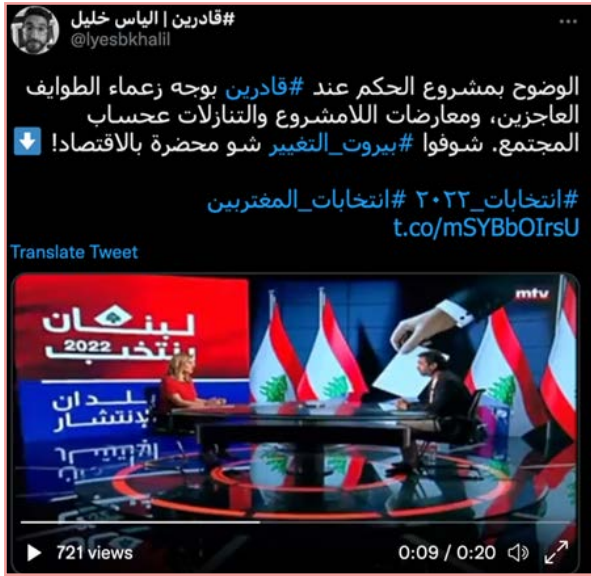 #قادرين | الياس خليل
@lyesbkhalil
الوضوح بمشروع الحكم عند #قادرين بوجه زعماء الطوايف
العاجزين، ومعارضات اللامشروع والتنازلات عحساب
المجتمع. شوفوا #بيروت_التغيير شو محضرة بالاقتصاد! ⬇️
#انتخابات_٢٠٢٢ #انتخابات_المغتربين
t.co/mSYBbOIrsU
Translate Tweet
mtv
لبنان
2022 ينتخب
بلدان
الإنتشار
721 views
0:09 / 0:20